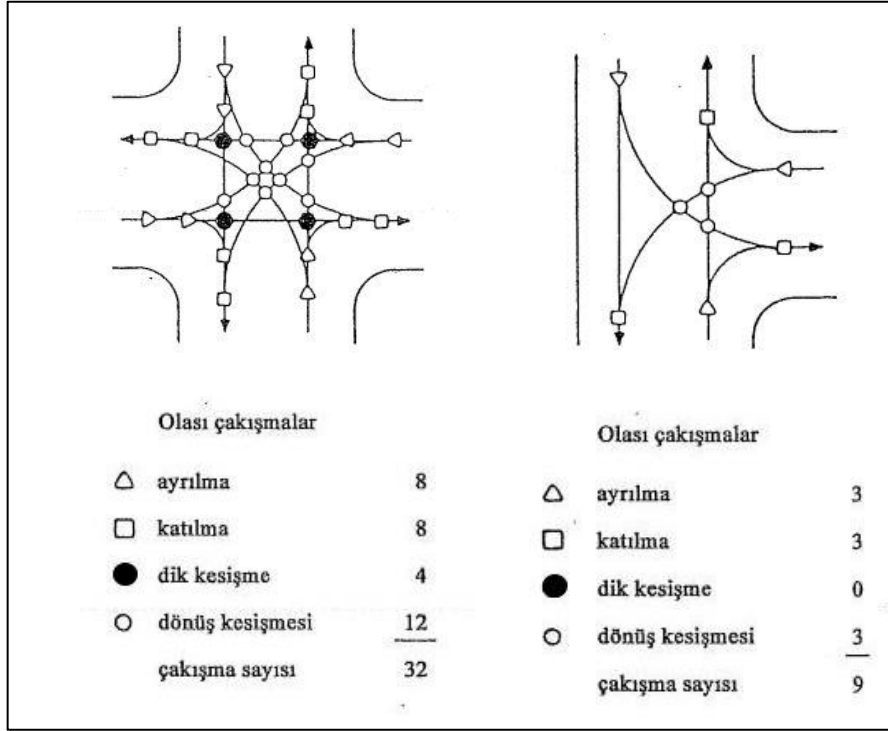 Olası çakışmalar
ayrılma 8
katılma 8
dik kesişme 4
dönüş kesişmesi 12
çakışma sayısı 32
Olası çakışmalar
ayrılma 3
katılma 3
dik kesişme 0
dönüş kesişmesi 3
çakışma sayısı 9